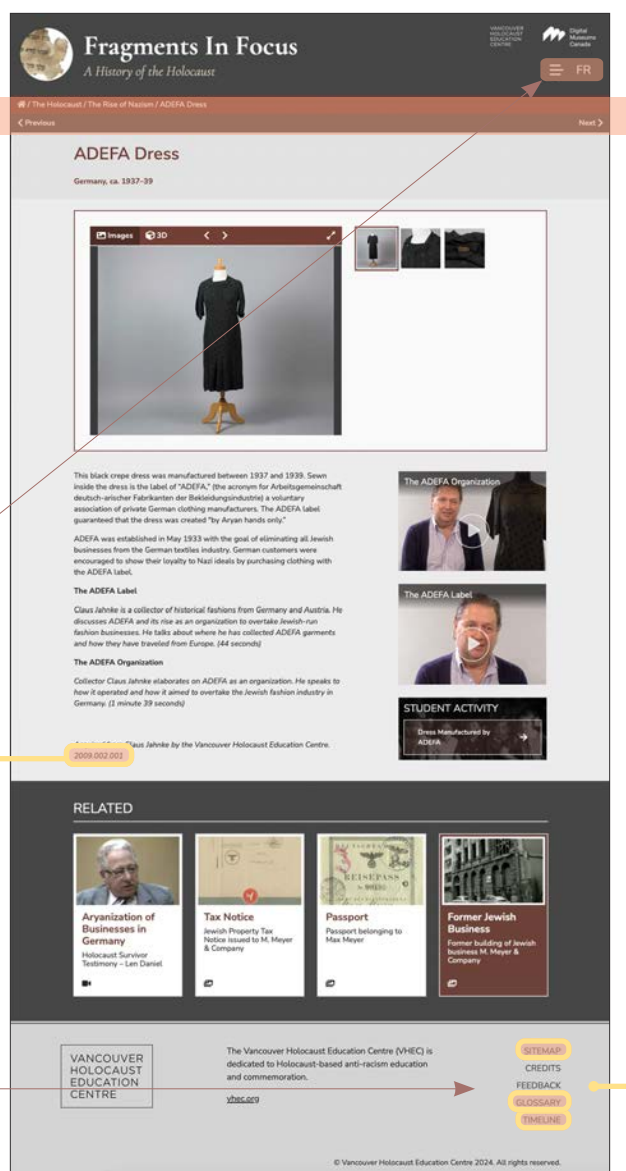 Fragments In Focus
A History of the Holocaust
VANCOUVER
HOLOCAUST
EDUCATION
CENTRE
Digital
Museums
Canada
FR
/ The Holocaust / The Rise of Nazism / ADEFA Dress
Previous
Next
ADEFA Dress
Germany, ca. 1937–39
Images 3D
This black crepe dress was manufactured between 1937 and 1939. Sewn
inside the dress is the label of "ADEFA," (the acronym for Arbeitsgemeinschaft
deutsch-arischer Fabrikanten der Bekleidungsindustrie) a voluntary
association of private German clothing manufacturers. The ADEFA label
guaranteed that the dress was created "by Aryan hands only."
ADEFA was established in May 1933 with the goal of eliminating all Jewish
businesses from the German textiles industry. German customers were
encouraged to show their loyalty to Nazi ideals by purchasing clothing with
the ADEFA label.
The ADEFA Label
Claus Jahnke is a collector of historical fashions from Germany and Austria. He
discusses ADEFA and its rise as an organization to overtake Jewish-run
fashion businesses. He talks about where he has collected ADEFA garments
and how they have traveled from Europe. (44 seconds)
The ADEFA Organization
Collector Claus Jahnke elaborates on ADEFA as an organization. He speaks to
how it operated and how it aimed to overtake the Jewish fashion industry in
Germany. (1 minute 39 seconds)
Claus Jahnke by the Vancouver Holocaust Education Centre.
2009.002.001
The ADEFA Organization
The ADEFA Label
STUDENT ACTIVITY
Dress Manufactured by
ADEFA
RELATED
Aryanization of
Businesses in
Germany
Holocaust Survivor
Testimony – Len Daniel
Tax Notice
Jewish Property Tax
Notice issued to M. Meyer
& Company
REISEPASS
Passport
Passport belonging to
Max Meyer
Former Jewish
Business
Former building of Jewish
business M. Meyer &
Company
VANCOUVER
HOLOCAUST
EDUCATION
CENTRE
The Vancouver Holocaust Education Centre (VHEC) is
dedicated to Holocaust-based anti-racism education
and commemoration.
vhec.org
SITEMAP
CREDITS
FEEDBACK
GLOSSARY
TIMELINE
© Vancouver Holocaust Education Centre 2024. All rights reserved.